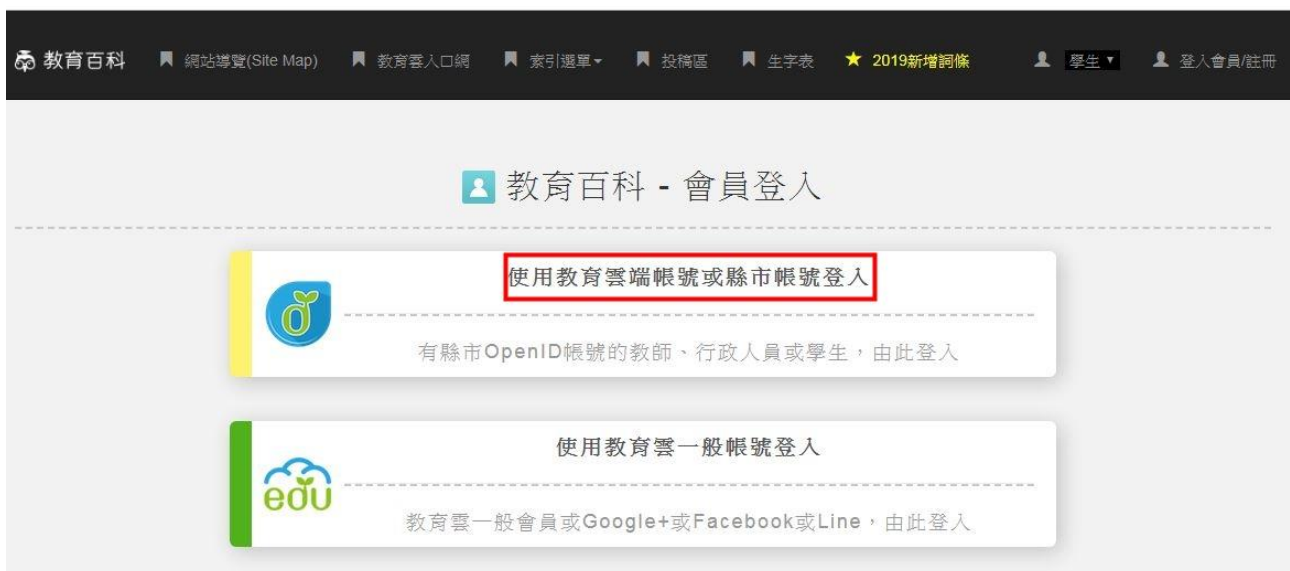 教育百科 網站導覽(Site Map) 教育雲入口網 索引選單 投稿區 生字表 2019新增詞條 學生 登入會員/註冊
教育百科 - 會員登入
使用教育雲端帳號或縣市帳號登入
有縣市OpenID帳號的教師、行政人員或學生，由此登入
使用教育雲一般帳號登入
edu
教育雲一般會員或Google+或Facebook或Line，由此登入